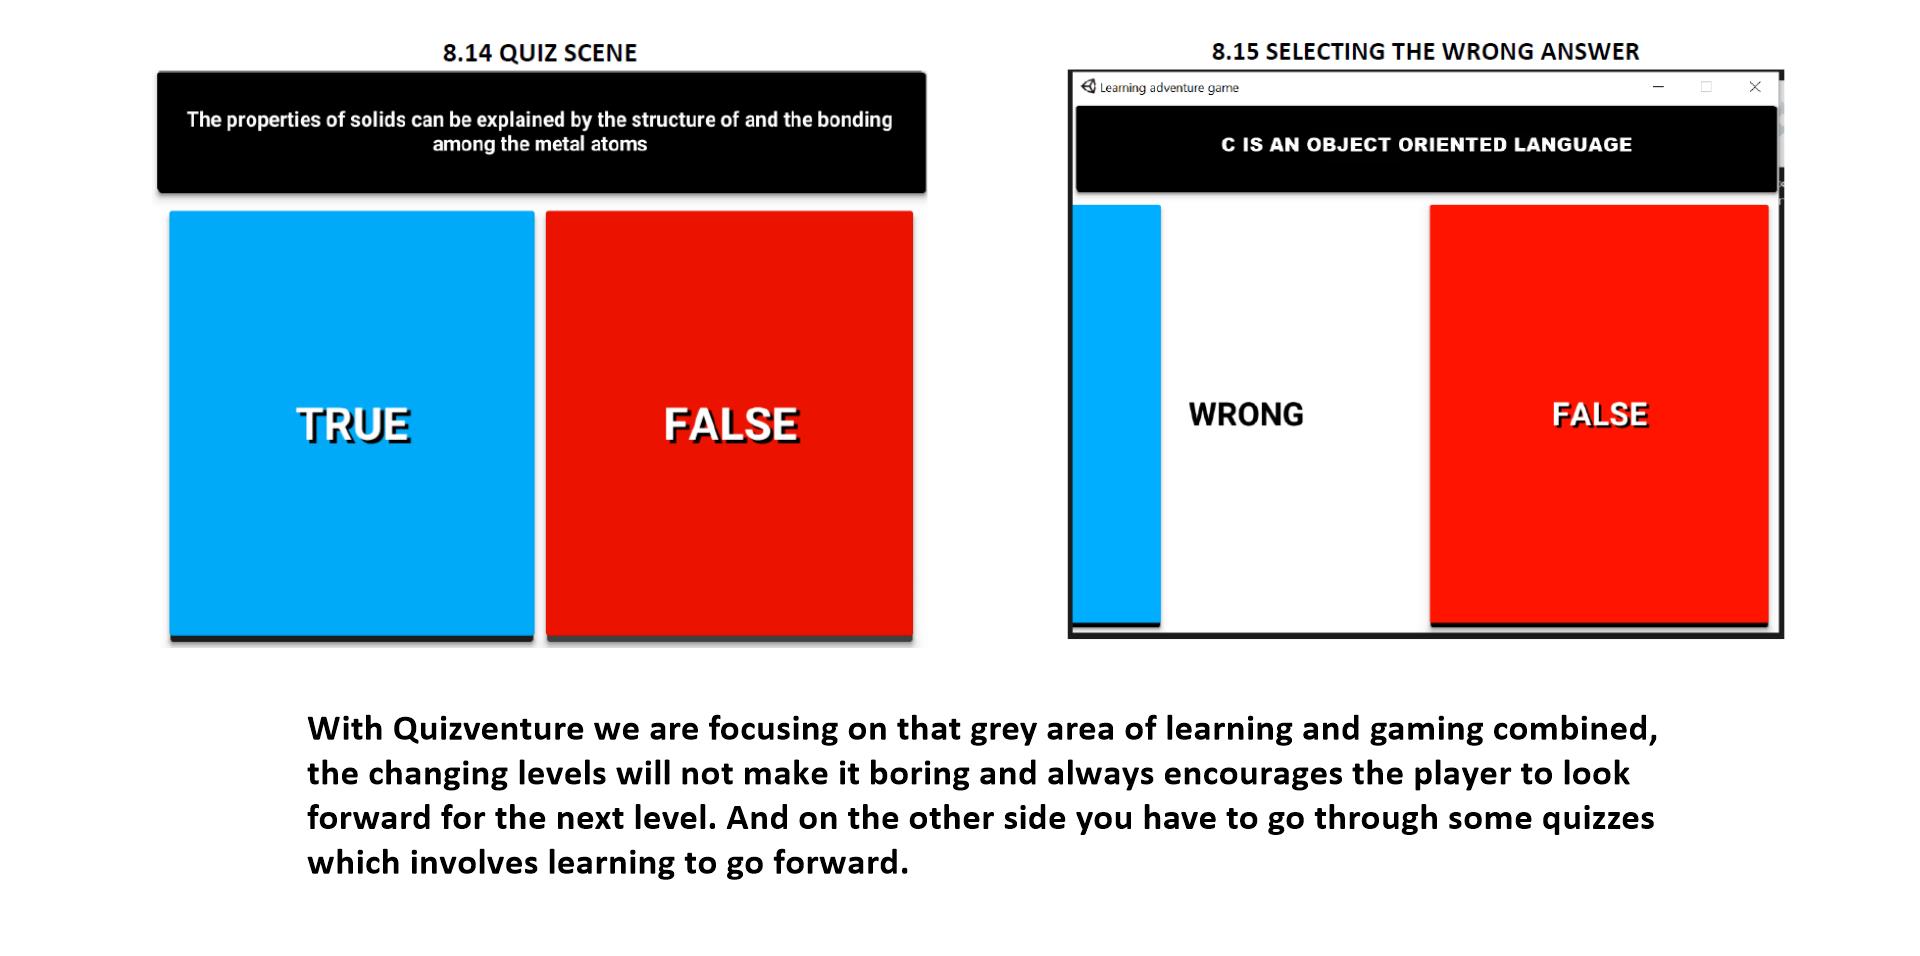 8.14 QUIZ SCENE
The properties of solids can be explained by the structure of and the bonding
among the metal atoms
TRUE
FALSE
8.15 SELECTING THE WRONG ANSWER
Learning adventure game
C IS AN OBJECT ORIENTED LANGUAGE
WRONG
FALSE
With Quizventure we are focusing on that grey area of learning and gaming combined,
the changing levels will not make it boring and always encourages the player to look
forward for the next level. And on the other side you have to go through some quizzes
which involves learning to go forward.